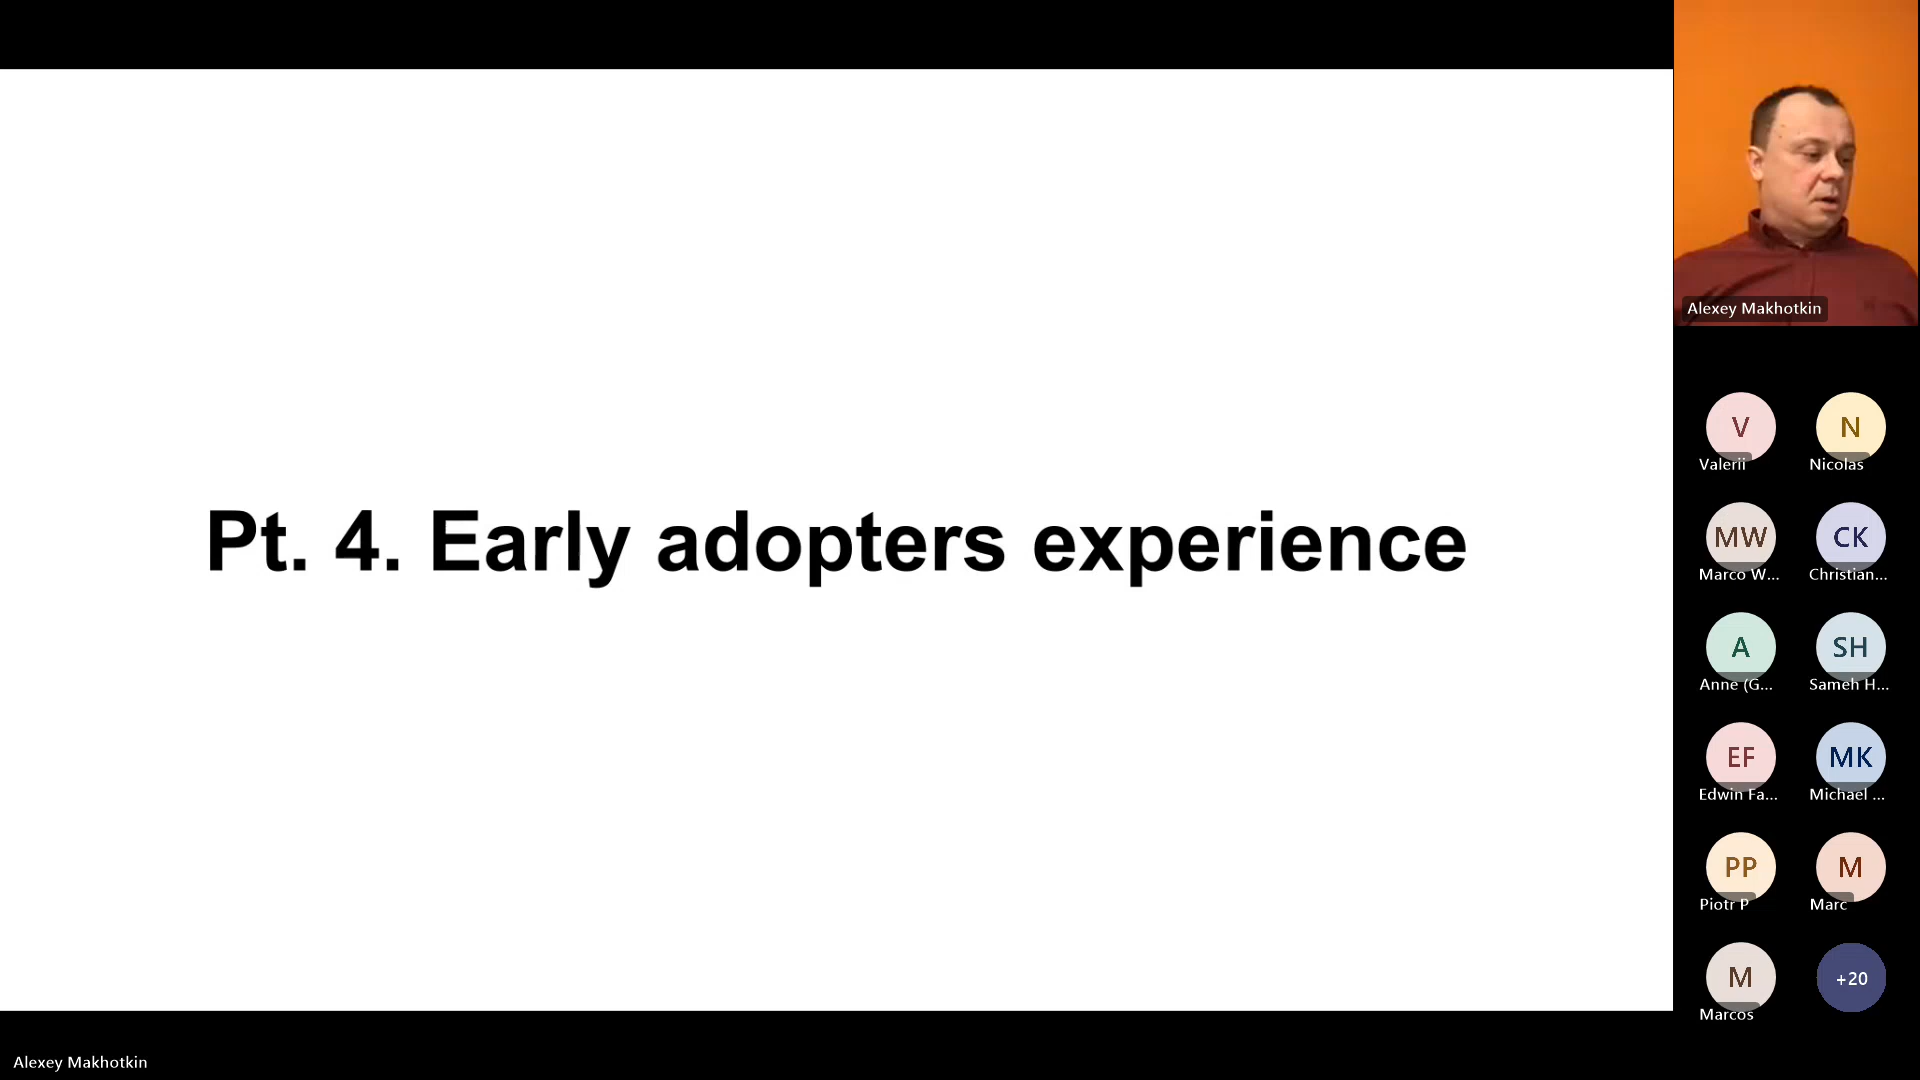 Pt. 4. Early adopters experience
Alexey Makhotkin
V
N
Valerii
Nicolas
MW
CK
Marco W...
Christian...
A
SH
Anne (G...
Sameh H...
EF
MK
Edwin Fa...
Michael ...
PP
M
Piotr P
Marc
M
+20
Marcos
Alexey Makhotkin